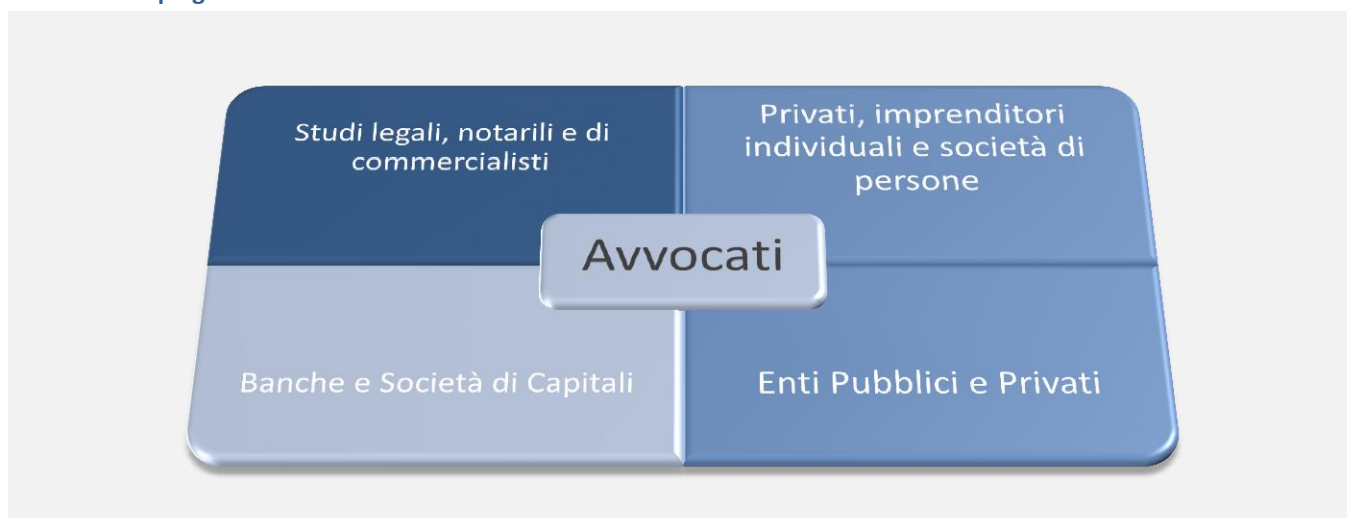 Studi legali, notarili e di
commercialisti
Privati, imprenditori
individuali e società di
persone
Avvocati
Banche e Società di Capitali
Enti Pubblici e Privati